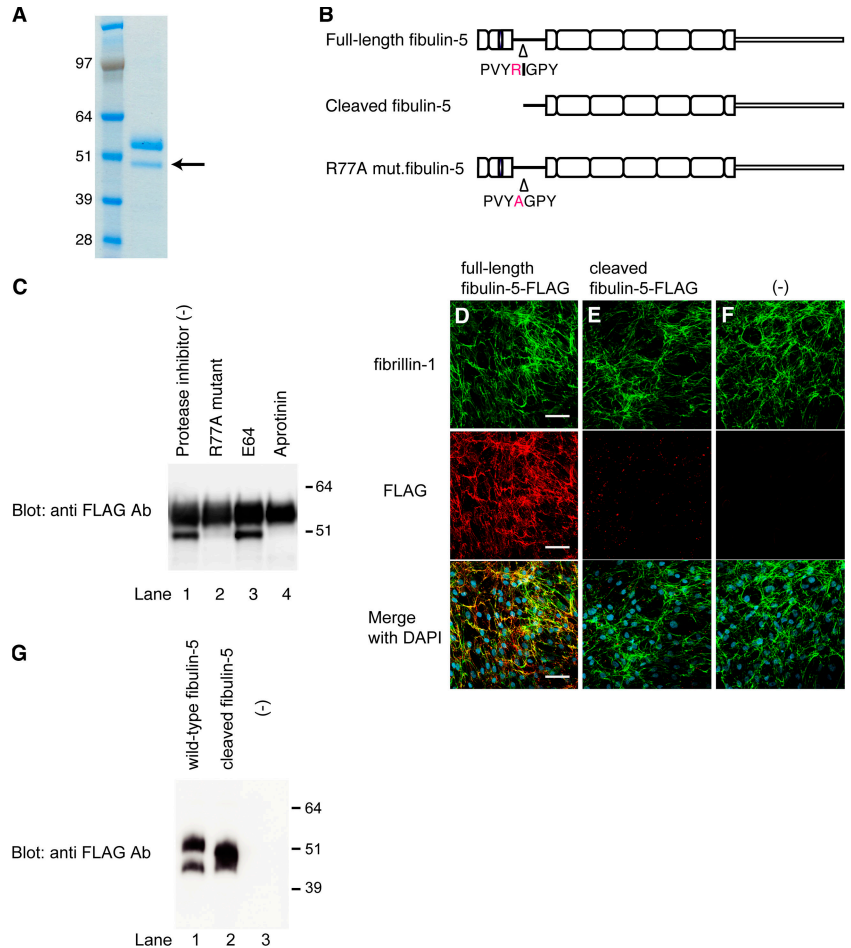 A
97
64
51
39
28
B
Full-length fibulin-5
PVYRIGPY
Cleaved fibulin-5
R77A mut.fibulin-5
PVYAGPY
C
Protease inhibitor (-)
R77A mutant
E64
Aprotinin
Blot: anti FLAG Ab
64
51
Lane 1 2 3 4
full-length
fibulin-5-FLAG
cleaved
fibulin-5-FLAG
(-)
D
E
F
fibrillin-1
FLAG
Merge
with DAPI
G
wild-type fibulin-5
cleaved fibulin-5
(-)
Blot: anti FLAG Ab
64
51
39
Lane 1 2 3